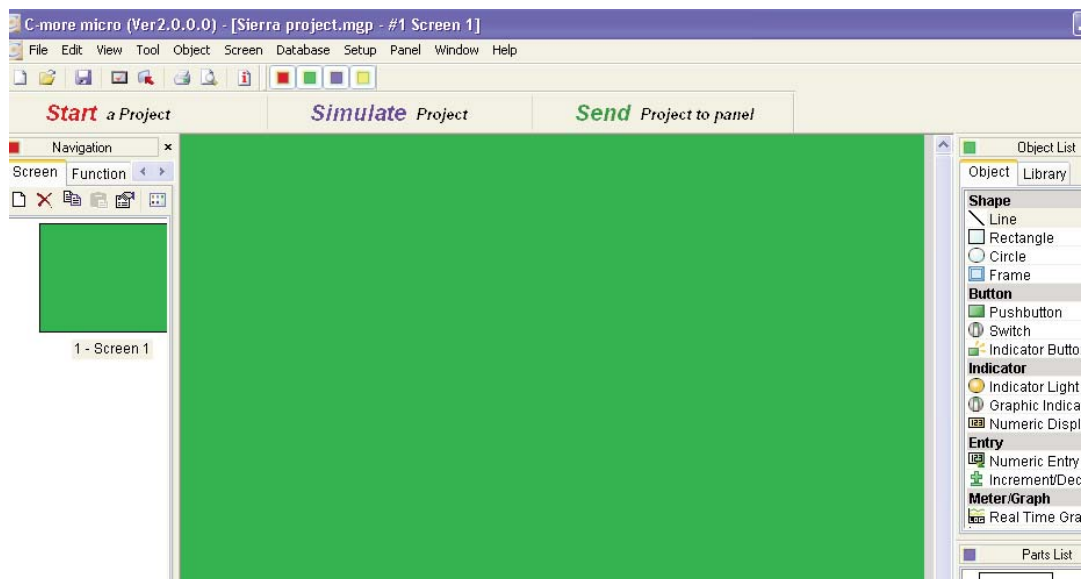 C-more micro (Ver2.0.0.0) - [Sierra project.mgp - #1 Screen 1]
File Edit View Tool Object Screen Database Setup Panel Window Help
Start a Project Simulate Project Send Project to panel
Navigation
Screen Function
1 - Screen 1
Object List
Object Library
Shape
Line
Rectangle
Circle
Frame
Button
Pushbutton
Switch
Indicator Butto
Indicator
Indicator Light
Graphic Indica
Numeric Displ
Entry
Numeric Entry
Increment/Dec
Meter/Graph
Real Time Gra
Parts List